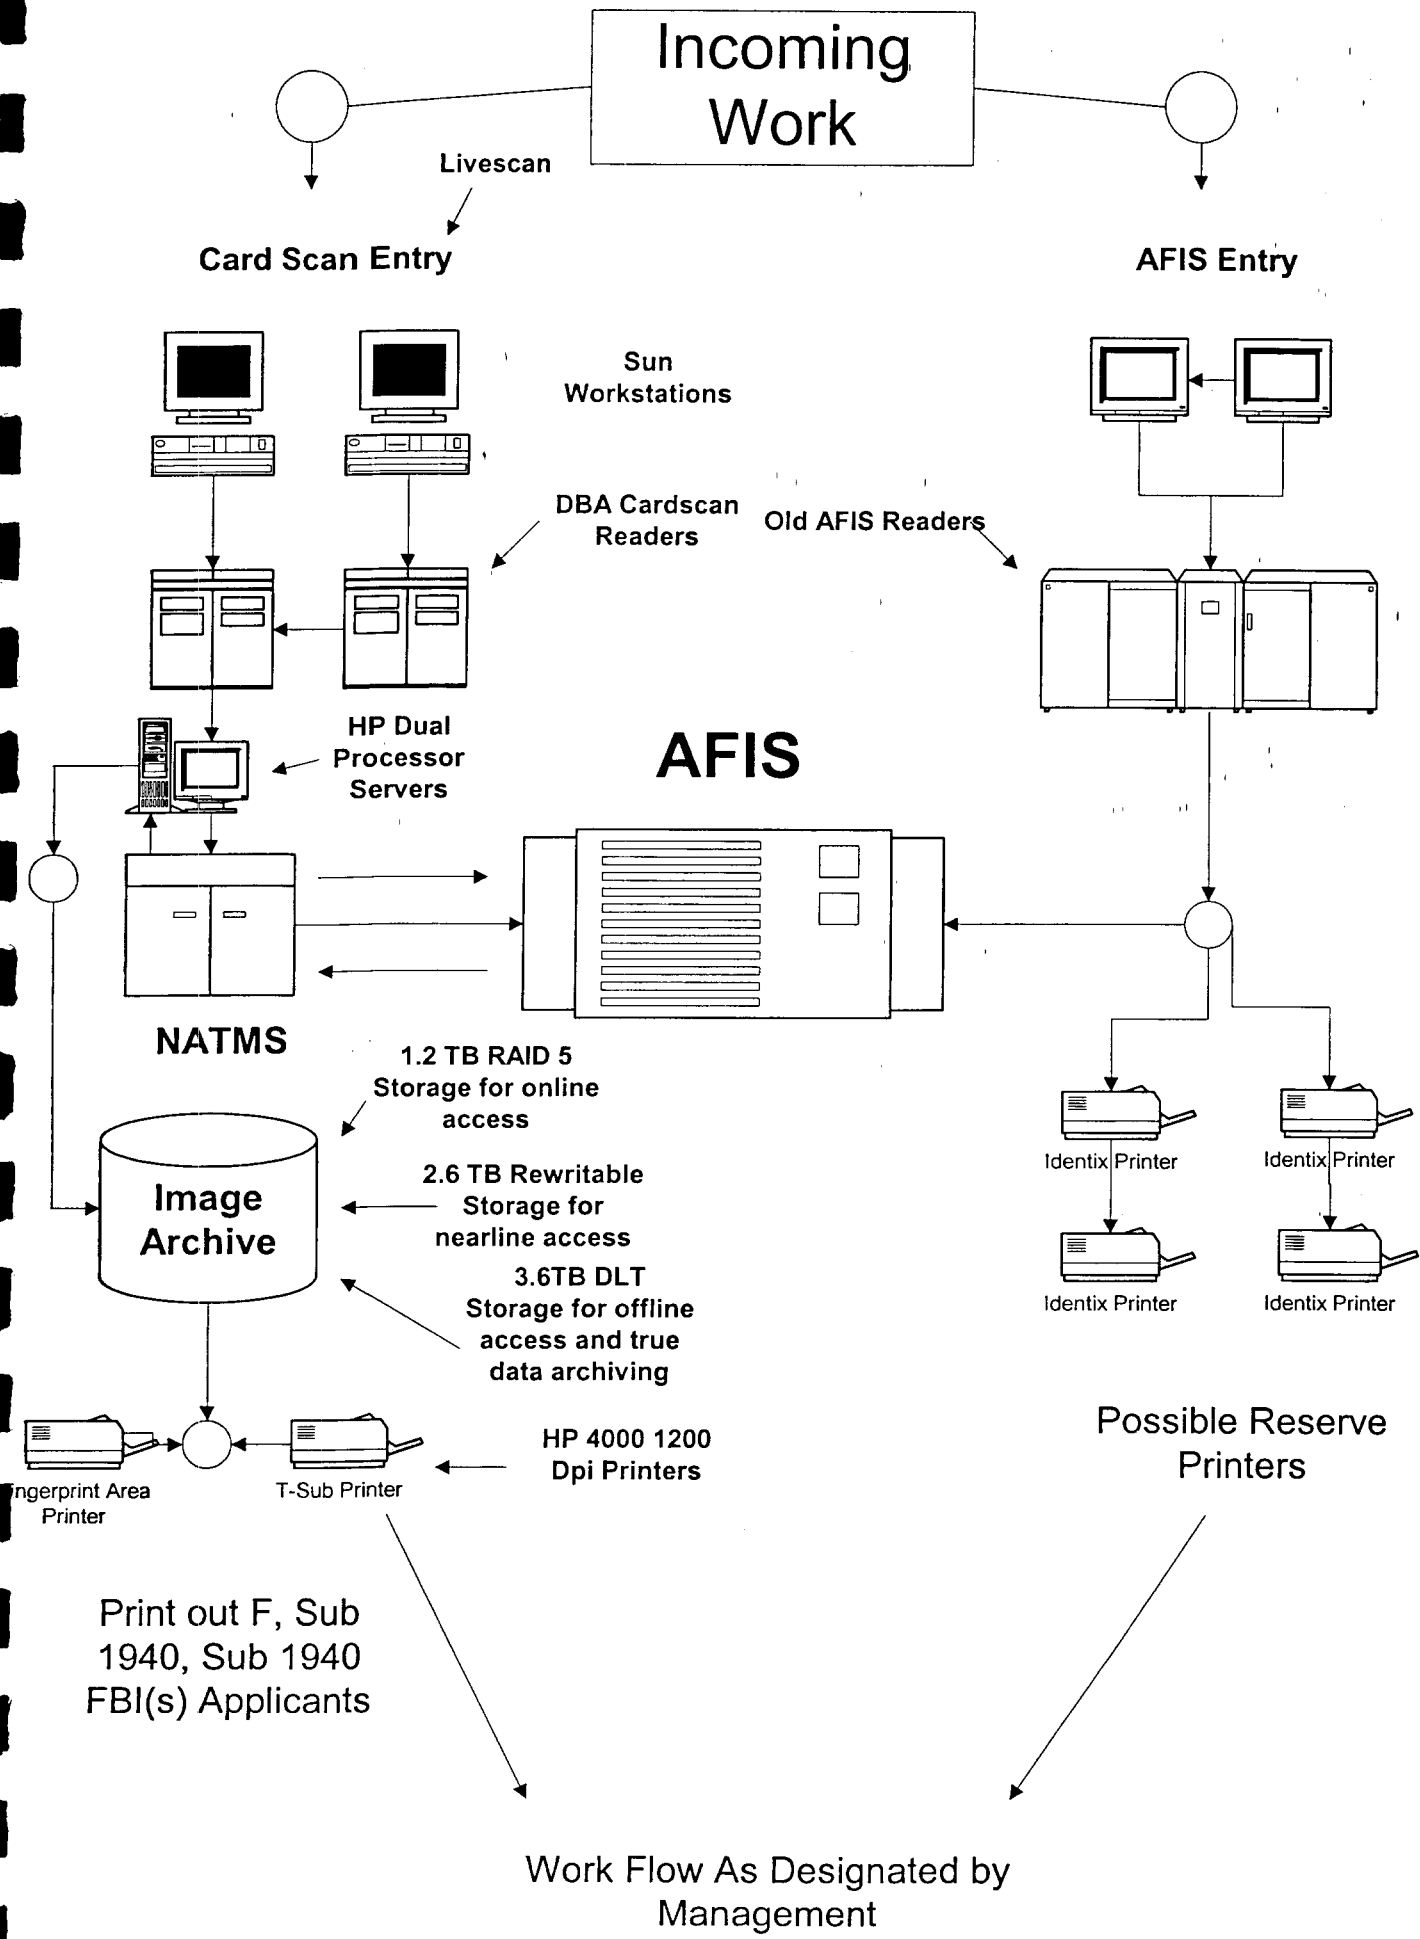 Incoming
Work
Livescan
Card Scan Entry
AFIS Entry
Sun
Workstations
DBA Cardscan
Readers
Old AFIS Readers
HP Dual
Processor
Servers
AFIS
NATMS
1.2 TB RAID 5
Storage for online
access
Image
Archive
2.6 TB Rewritable
Storage for
nearline access
3.6TB DLT
Storage for offline
access and true
data archiving
Identix Printer
Identix Printer
Identix Printer
Identix Printer
HP 4000 1200
Dpi Printers
ngerprint Area
Printer
T-Sub Printer
Possible Reserve
Printers
Print out F, Sub
1940, Sub 1940
FBI(s) Applicants
Work Flow As Designated by
Management